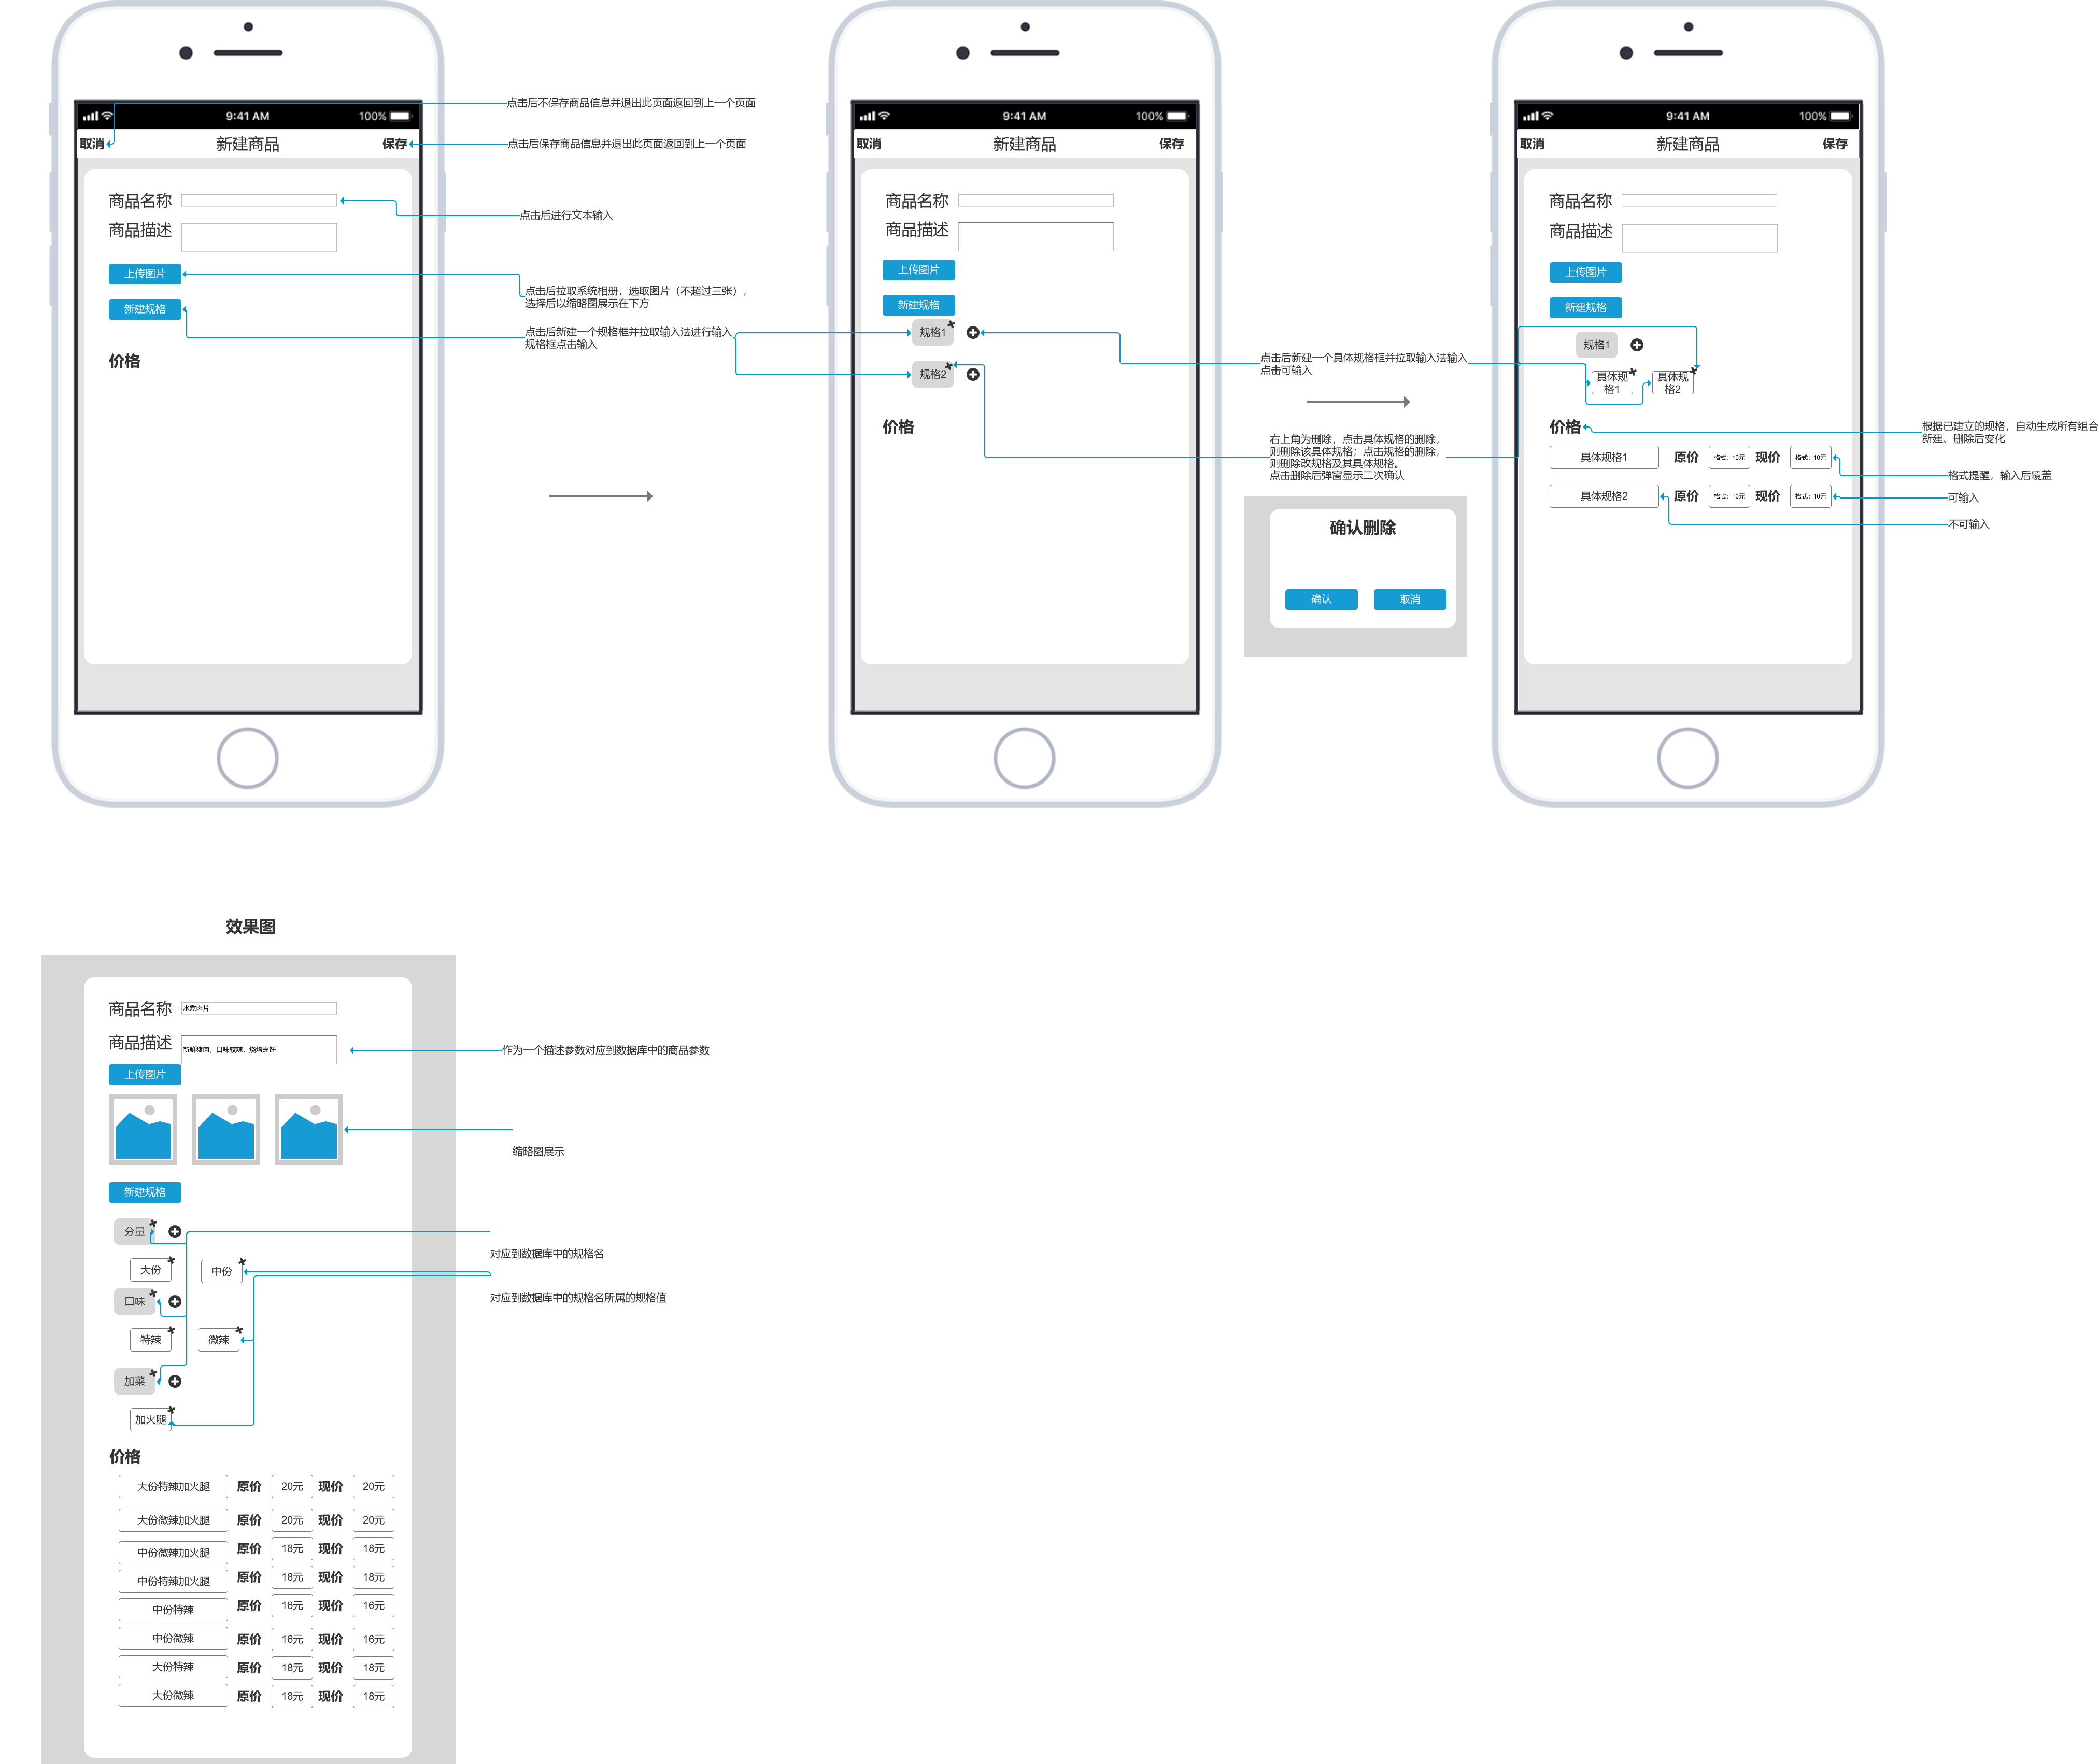 9:41 AM
100%
取消
新建商品
保存
商品名称
商品描述
上传图片
新建规格
价格
点击后不保存商品信息并退出此页面返回到上一个页面
点击后保存商品信息并退出此页面返回到上一个页面
点击后进行文本输入
点击后拉取系统相册，选取图片（不超过三张），
选择后以缩略图展示在下方
点击后新建一个规格框并拉取输入法进行输入
规格框点击输入
9:41 AM
100%
取消
新建商品
保存
商品名称
商品描述
上传图片
新建规格
规格1
规格2
价格
点击后新建一个具体规格框并拉取输入法输入
点击可输入
右上角为删除，点击具体规格的删除，
则删除该具体规格；点击规格的删除，
则删除改规格及其具体规格。
点击删除后弹窗显示二次确认
确认删除
确认
取消
9:41 AM
100%
取消
新建商品
保存
商品名称
商品描述
上传图片
新建规格
规格1
具体规
格1
具体规
格2
价格
具体规格1
原价
格式：10元
现价
格式：10元
具体规格2
原价
格式：10元
现价
格式：10元
根据已建立的规格，自动生成所有组合
新建、删除后变化
格式提醒，输入后覆盖
可输入
不可输入
效果图
商品名称
水煮肉片
商品描述
新鲜猪肉，口味较辣，烧烤烹饪
上传图片
作为一个描述参数对应到数据库中的商品参数
缩略图展示
新建规格
分量
大份
中份
口味
特辣
微辣
加菜
加火腿
对应到数据库中的规格名
对应到数据库中的规格名所属的规格值
价格
大份特辣加火腿 原价 20元 现价 20元
大份微辣加火腿 原价 20元 现价 20元
中份微辣加火腿 原价 18元 现价 18元
中份特辣加火腿 原价 18元 现价 18元
中份特辣 原价 16元 现价 16元
中份微辣 原价 16元 现价 16元
大份特辣 原价 18元 现价 18元
大份微辣 原价 18元 现价 18元